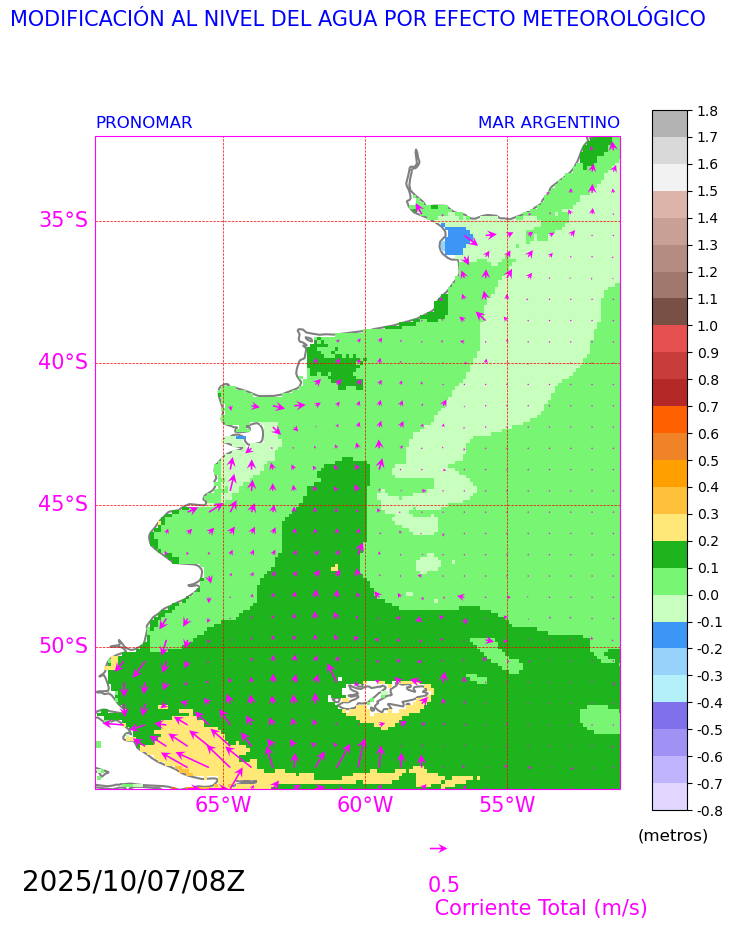 MODIFICACIÓN AL NIVEL DEL AGUA POR EFECTO METEOROLÓGICO
PRONOMAR
MAR ARGENTINO
35°S
40°S
45°S
50°S
65°W
60°W
55°W
1.8
1.7
1.6
1.5
1.4
1.3
1.2
1.1
1.0
0.9
0.8
0.7
0.6
0.5
0.4
0.3
0.2
0.1
0.0
-0.1
-0.2
-0.3
-0.4
-0.5
-0.6
-0.7
-0.8
(metros)
2025/10/07/08Z
0.5
Corriente Total (m/s)